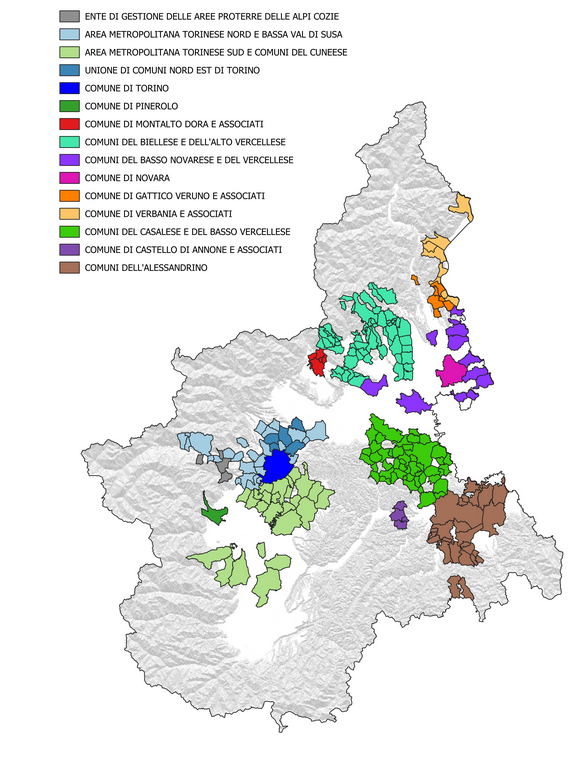 ENTE DI GESTIONE DELLE AREE PROTERRE DELLE ALPI COZIE
AREA METROPOLITANA TORINESE NORD E BASSA VAL DI SUSA
AREA METROPOLITANA TORINESE SUD E COMUNI DEL CUNEESE
UNIONE DI COMUNI NORD EST DI TORINO
COMUNE DI TORINO
COMUNE DI PINEROLO
COMUNE DI MONTALTO DORA E ASSOCIATI
COMUNI DEL BIELLESE E DELL'ALTO VERCELLESE
COMUNI DEL BASSO NOVARESE E DEL VERCELLESE
COMUNE DI NOVARA
COMUNE DI GATTICO VERUNO E ASSOCIATI
COMUNE DI VERBANIA E ASSOCIATI
COMUNI DEL CASALESE E DEL BASSO VERCELLESE
COMUNE DI CASTELLO DI ANNONE E ASSOCIATI
COMUNI DELL'ALESSANDRINO